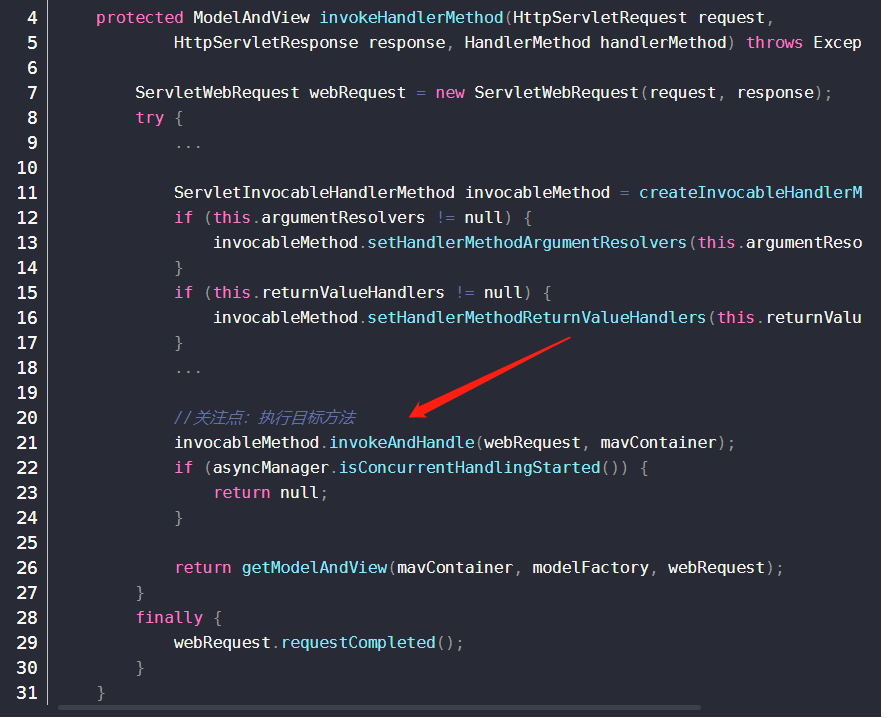 4 protected ModelAndView invokeHandlerMethod(HttpServletRequest request,
5 HttpServletResponse response, HandlerMethod handlerMethod) throws Excep
6
7 ServletWebRequest webRequest = new ServletWebRequest(request, response);
8 try {
9 ...
10
11 ServletInvocableHandlerMethod invocableMethod = createInvocableHandlerM
12 if (this.argumentResolvers != null) {
13 invocableMethod.setHandlerMethodArgumentResolvers(this.argumentReso
14 }
15 if (this.returnValueHandlers != null) {
16 invocableMethod.setHandlerMethodReturnValueHandlers(this.returnValu
17 }
18 ...
19
20 //关注点：执行目标方法
21 invocableMethod.invokeAndHandle(webRequest, mavContainer);
22 if (asyncManager.isConcurrentHandlingStarted()) {
23 return null;
24 }
25
26 return getModelAndView(mavContainer, modelFactory, webRequest);
27 }
28 finally {
29 webRequest.requestCompleted();
30 }
31 }